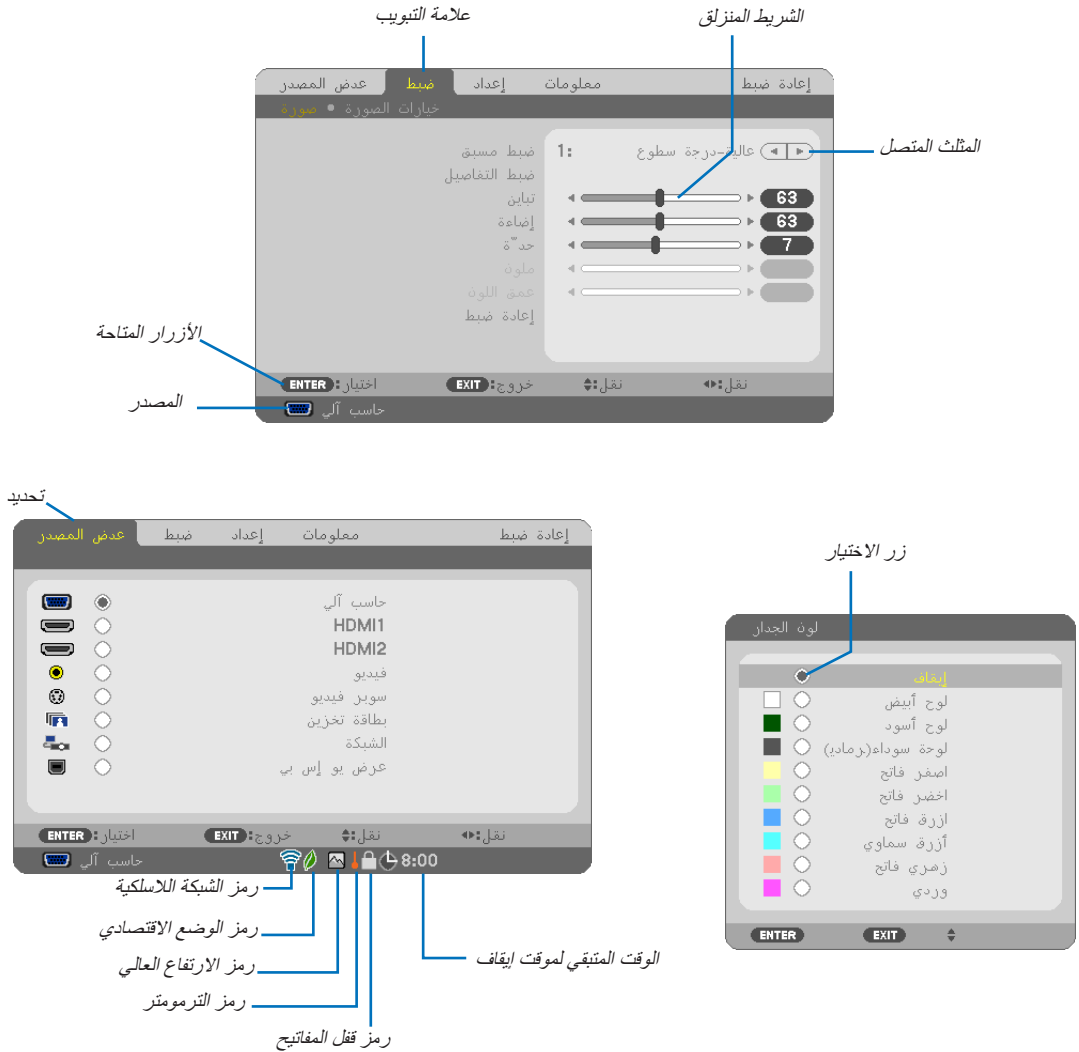 علامة التبويب
الشريط المنزلق
عدض المصدر
ضبط
إعداد
معلومات
إعادة ضبط
صورة • خيارات الصورة
ضبط مسبق
1:
عالية-درجة سطوع
المثلث المتصل
ضبط التفاصيل
تباين
63
إضاءة
63
حدّة
7
ملون
عمق اللون
إعادة ضبط
الأزرار المتاحة
ENTER :اختيار
EXIT :خروج
نقل:
نقل:
المصدر
حاسب آلي
تحديد
عدض المصدر
ضبط
إعداد
معلومات
إعادة ضبط
حاسب آلي
HDMI1
HDMI2
فيديو
سوبر فيديو
بطاقة تخزين
الشبكة
عرض يو إس بي
ENTER :اختيار
EXIT :خروج
نقل:
نقل:
حاسب آلي
8:00
رمز الشبكة اللاسلكية
رمز الوضع الاقتصادي
رمز الارتفاع العالي
رمز الترمومتر
رمز قفل المفاتيح
الوقت المتبقي لموقت إيقاف
زر الاختيار
لون الجدار
إيقاف
لوح أبيض
لوح أسود
لوحة سوداء(رمادي)
اصفر فاتح
اخضر فاتح
ازرق فاتح
أزرق سماوي
زهري فاتح
وردي
ENTER
EXIT